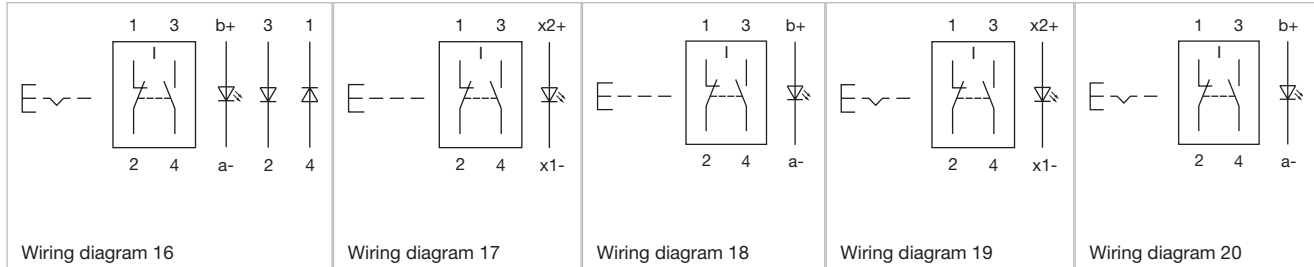 1 3 b+ 3 1
I
2 4 a- 2 4
Wiring diagram 16
1 3 x2+
I
2 4 x1-
Wiring diagram 17
1 3 b+
I
2 4 a-
Wiring diagram 18
1 3 x2+
I
2 4 x1-
Wiring diagram 19
1 3 b+
I
2 4 a-
Wiring diagram 20